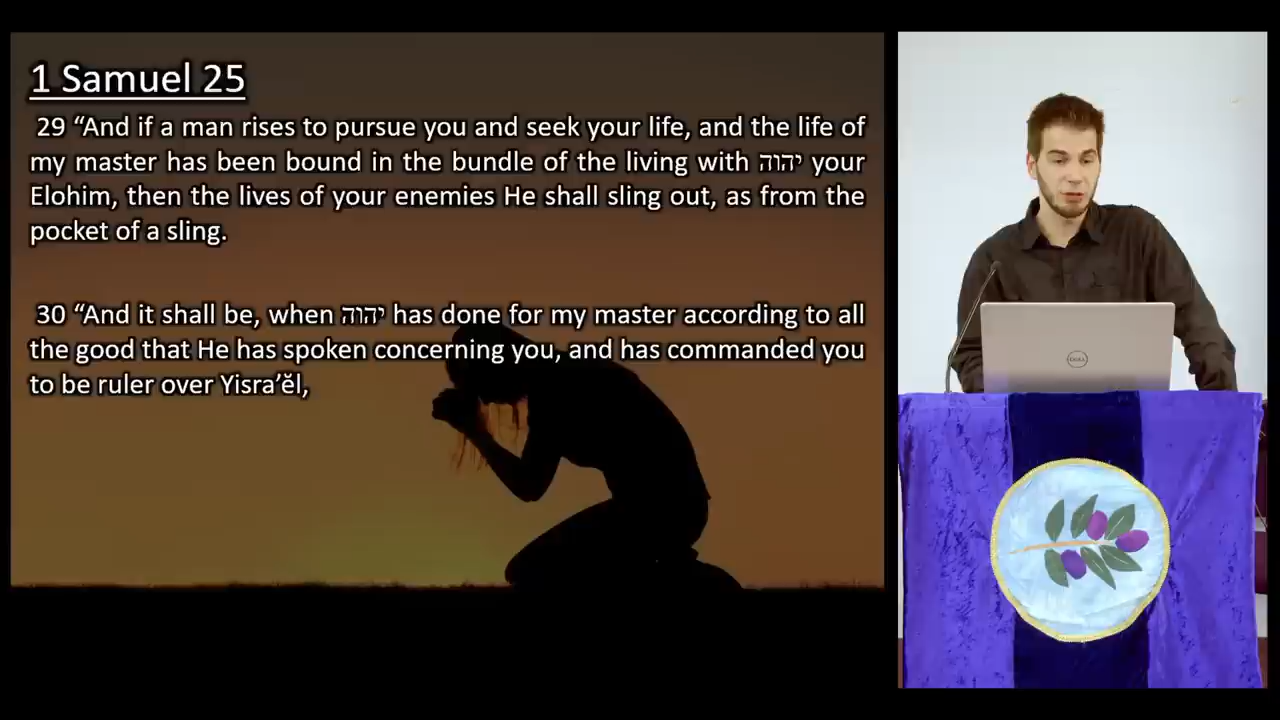 1 Samuel 25
29 “And if a man rises to pursue you and seek your life, and the life of
my master has been bound in the bundle of the living with יהוה your
Elohim, then the lives of your enemies He shall sling out, as from the
pocket of a sling.
30 “And it shall be, when יהוה has done for my master according to all
the good that He has spoken concerning you, and has commanded you
to be ruler over Yisra’ĕl,
DELL